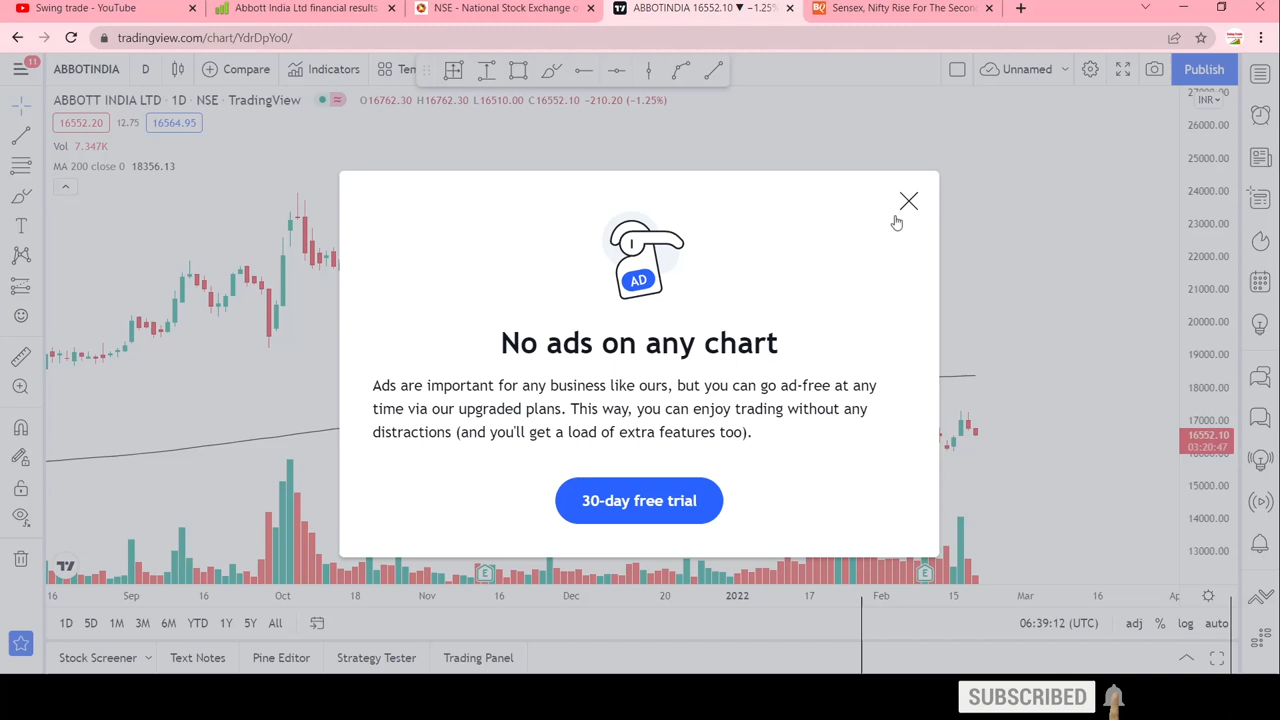 Swing trade - YouTube
Abbott India Ltd financial results
NSE - National Stock Exchange o
ABBOTINDIA 16552.10 ▼ −1.25%
BQ Sensex, Nifty Rise For The Secon
tradingview.com/chart/YdrDpYo0/
11
ABBOTINDIA D Compare Indicators Tem
Unnamed Publish
ABBOTT INDIA LTD · 1D · NSE · TradingView O16762.30 H16762.30 L16510.00 C16552.10 −210.20 (−1.25%)
INR
16552.20 12.75 16564.95
Vol 7.347K
MA 200 close 0 18356.13
27000.00
26000.00
25000.00
24000.00
23000.00
22000.00
21000.00
20000.00
19000.00
18000.00
17000.00
16552.10
03:20:47
16000.00
15000.00
14000.00
13000.00
AD
No ads on any chart
Ads are important for any business like ours, but you can go ad-free at any
time via our upgraded plans. This way, you can enjoy trading without any
distractions (and you'll get a load of extra features too).
30-day free trial
E E
16 Sep 16 Oct 18 Nov 16 Dec 20 2022 17 Feb 15 Mar 16 Ap
1D 5D 1M 3M 6M YTD 1Y 5Y All
06:39:12 (UTC) adj % log auto
Stock Screener Text Notes Pine Editor Strategy Tester Trading Panel
SUBSCRIBED